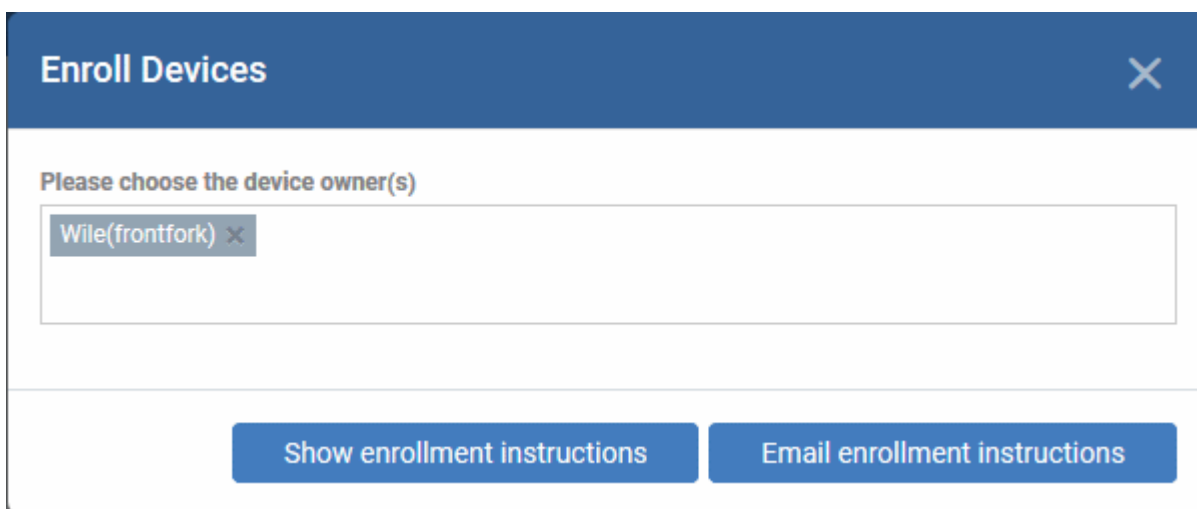 Enroll Devices
Please choose the device owner(s)
Wile(frontfork)
Show enrollment instructions
Email enrollment instructions